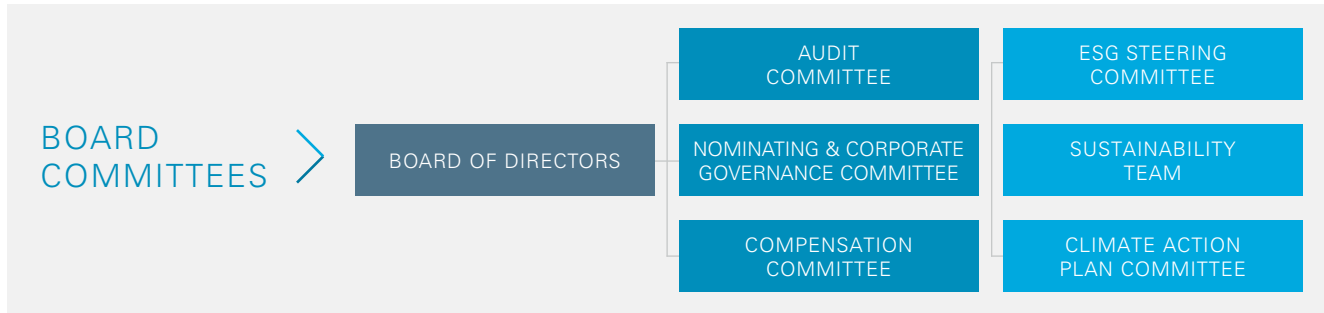 BOARD
COMMITTEES
BOARD OF DIRECTORS
AUDIT
COMMITTEE
NOMINATING & CORPORATE
GOVERNANCE COMMITTEE
COMPENSATION
COMMITTEE
ESG STEERING
COMMITTEE
SUSTAINABILITY
TEAM
CLIMATE ACTION
PLAN COMMITTEE